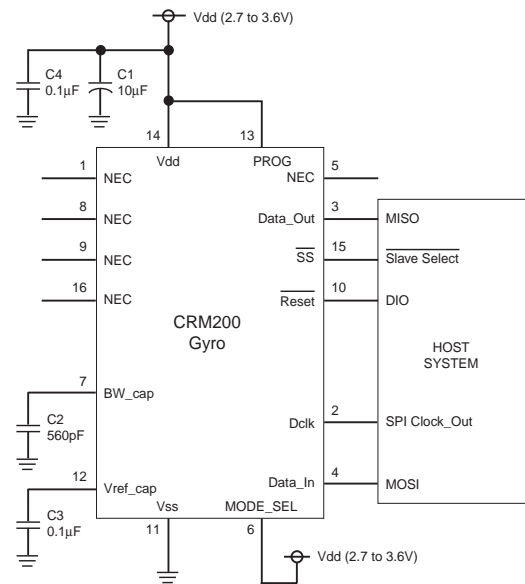 Vdd (2.7 to 3.6V)
C4
0.1μF
C1
10μF
14
13
Vdd
PROG
1
NEC
5
NEC
8
NEC
3
Data_Out
MISO
9
NEC
15
SS
Slave Select
16
NEC
10
Reset
DIO
CRM200
Gyro
HOST
SYSTEM
7
BW_cap
C2
560pF
2
Dclk
SPI Clock_Out
12
Vref_cap
4
Data_In
MOSI
C3
0.1μF
Vss
MODE_SEL
11
6
Vdd (2.7 to 3.6V)